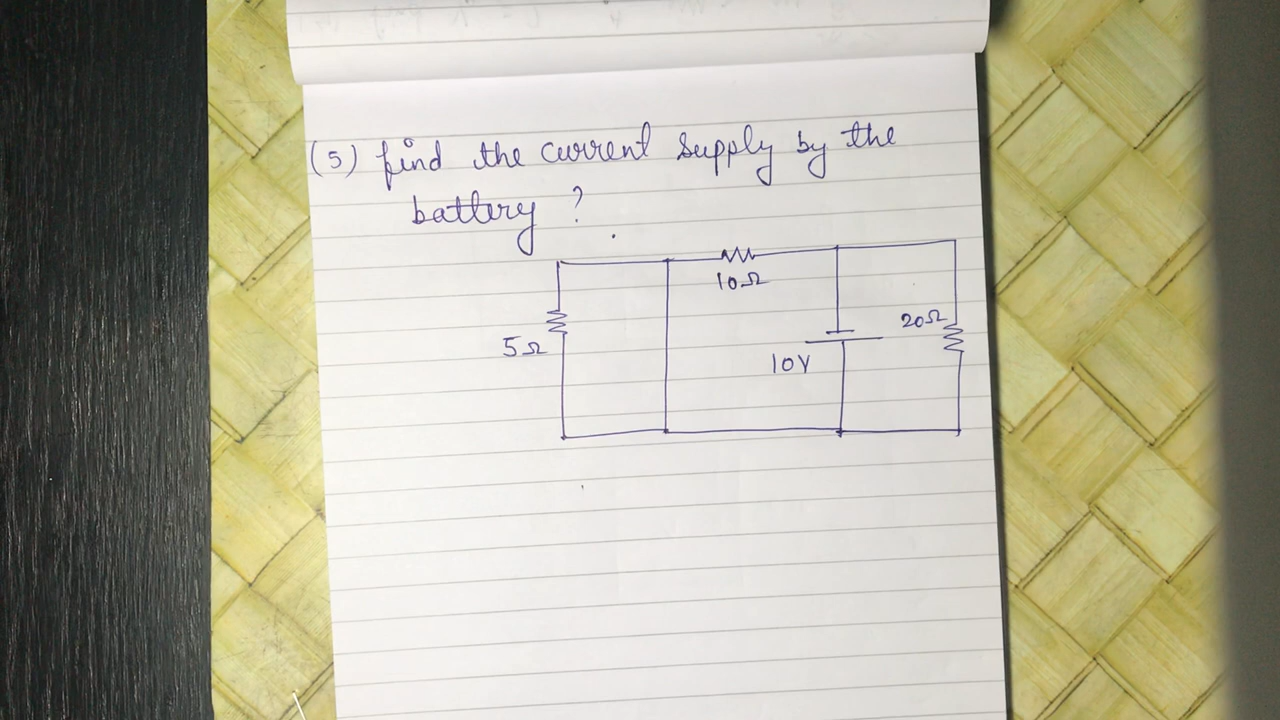 (5) find the current supply by the
battery ?
10Ω
20Ω
5Ω
10V